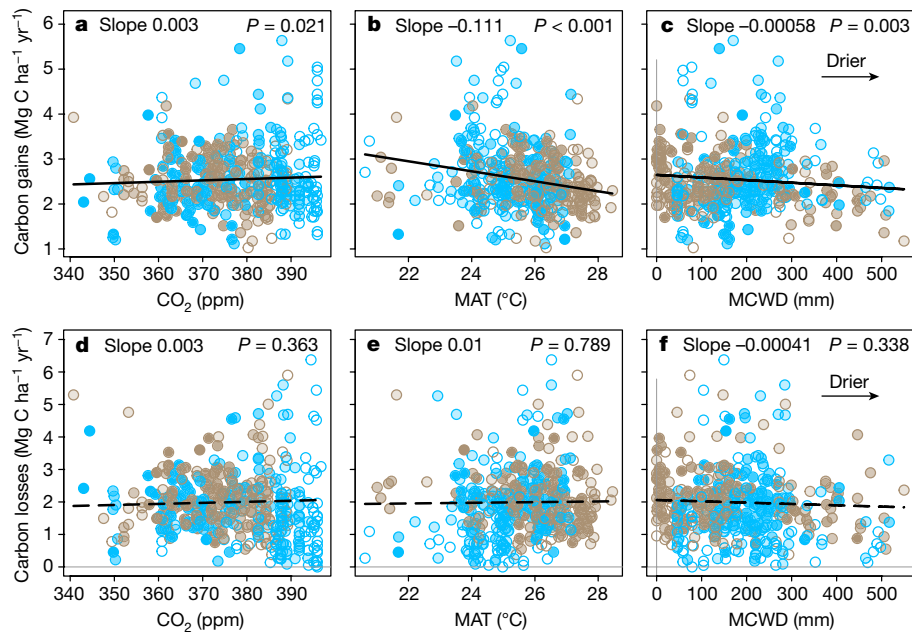 a Slope 0.003 P = 0.021
b Slope –0.111 P < 0.001
c Slope –0.00058 P = 0.003
Drier
Carbon gains (Mg C ha⁻¹ yr⁻¹)
6
5
4
3
2
1
340 360 380 390
CO₂ (ppm)
22 24 26 28
MAT (°C)
0 100 200 300 400 500
MCWD (mm)
d Slope 0.003 P = 0.363
e Slope 0.01 P = 0.789
f Slope –0.00041 P = 0.338
Drier
Carbon losses (Mg C ha⁻¹ yr⁻¹)
7
6
5
4
3
2
1
0
340 360 370 390
CO₂ (ppm)
22 24 26 28
MAT (°C)
0 100 200 300 400 500
MCWD (mm)